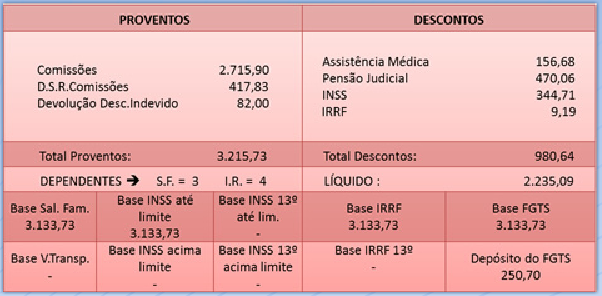 PROVENTOS DESCONTOS
Comissões 2.715,90
D.S.R.Comissões 417,83
Devolução Desc.Indevido 82,00
Assistência Médica 156,68
Pensão Judicial 470,06
INSS 344,71
IRRF 9,19
Total Proventos: 3.215,73 Total Descontos: 980,64
DEPENDENTES ➔ S.F. = 3 I.R. = 4 LÍQUIDO : 2.235,09
Base Sal. Fam.
3.133,73
Base INSS até
limite
3.133,73
Base INSS 13º
até lim.
-
Base IRRF
3.133,73
Base FGTS
3.133,73
Base V.Transp.
-
Base INSS acima
limite
-
Base INSS 13º
acima limite
-
Base IRRF 13º
-
Depósito do FGTS
250,70